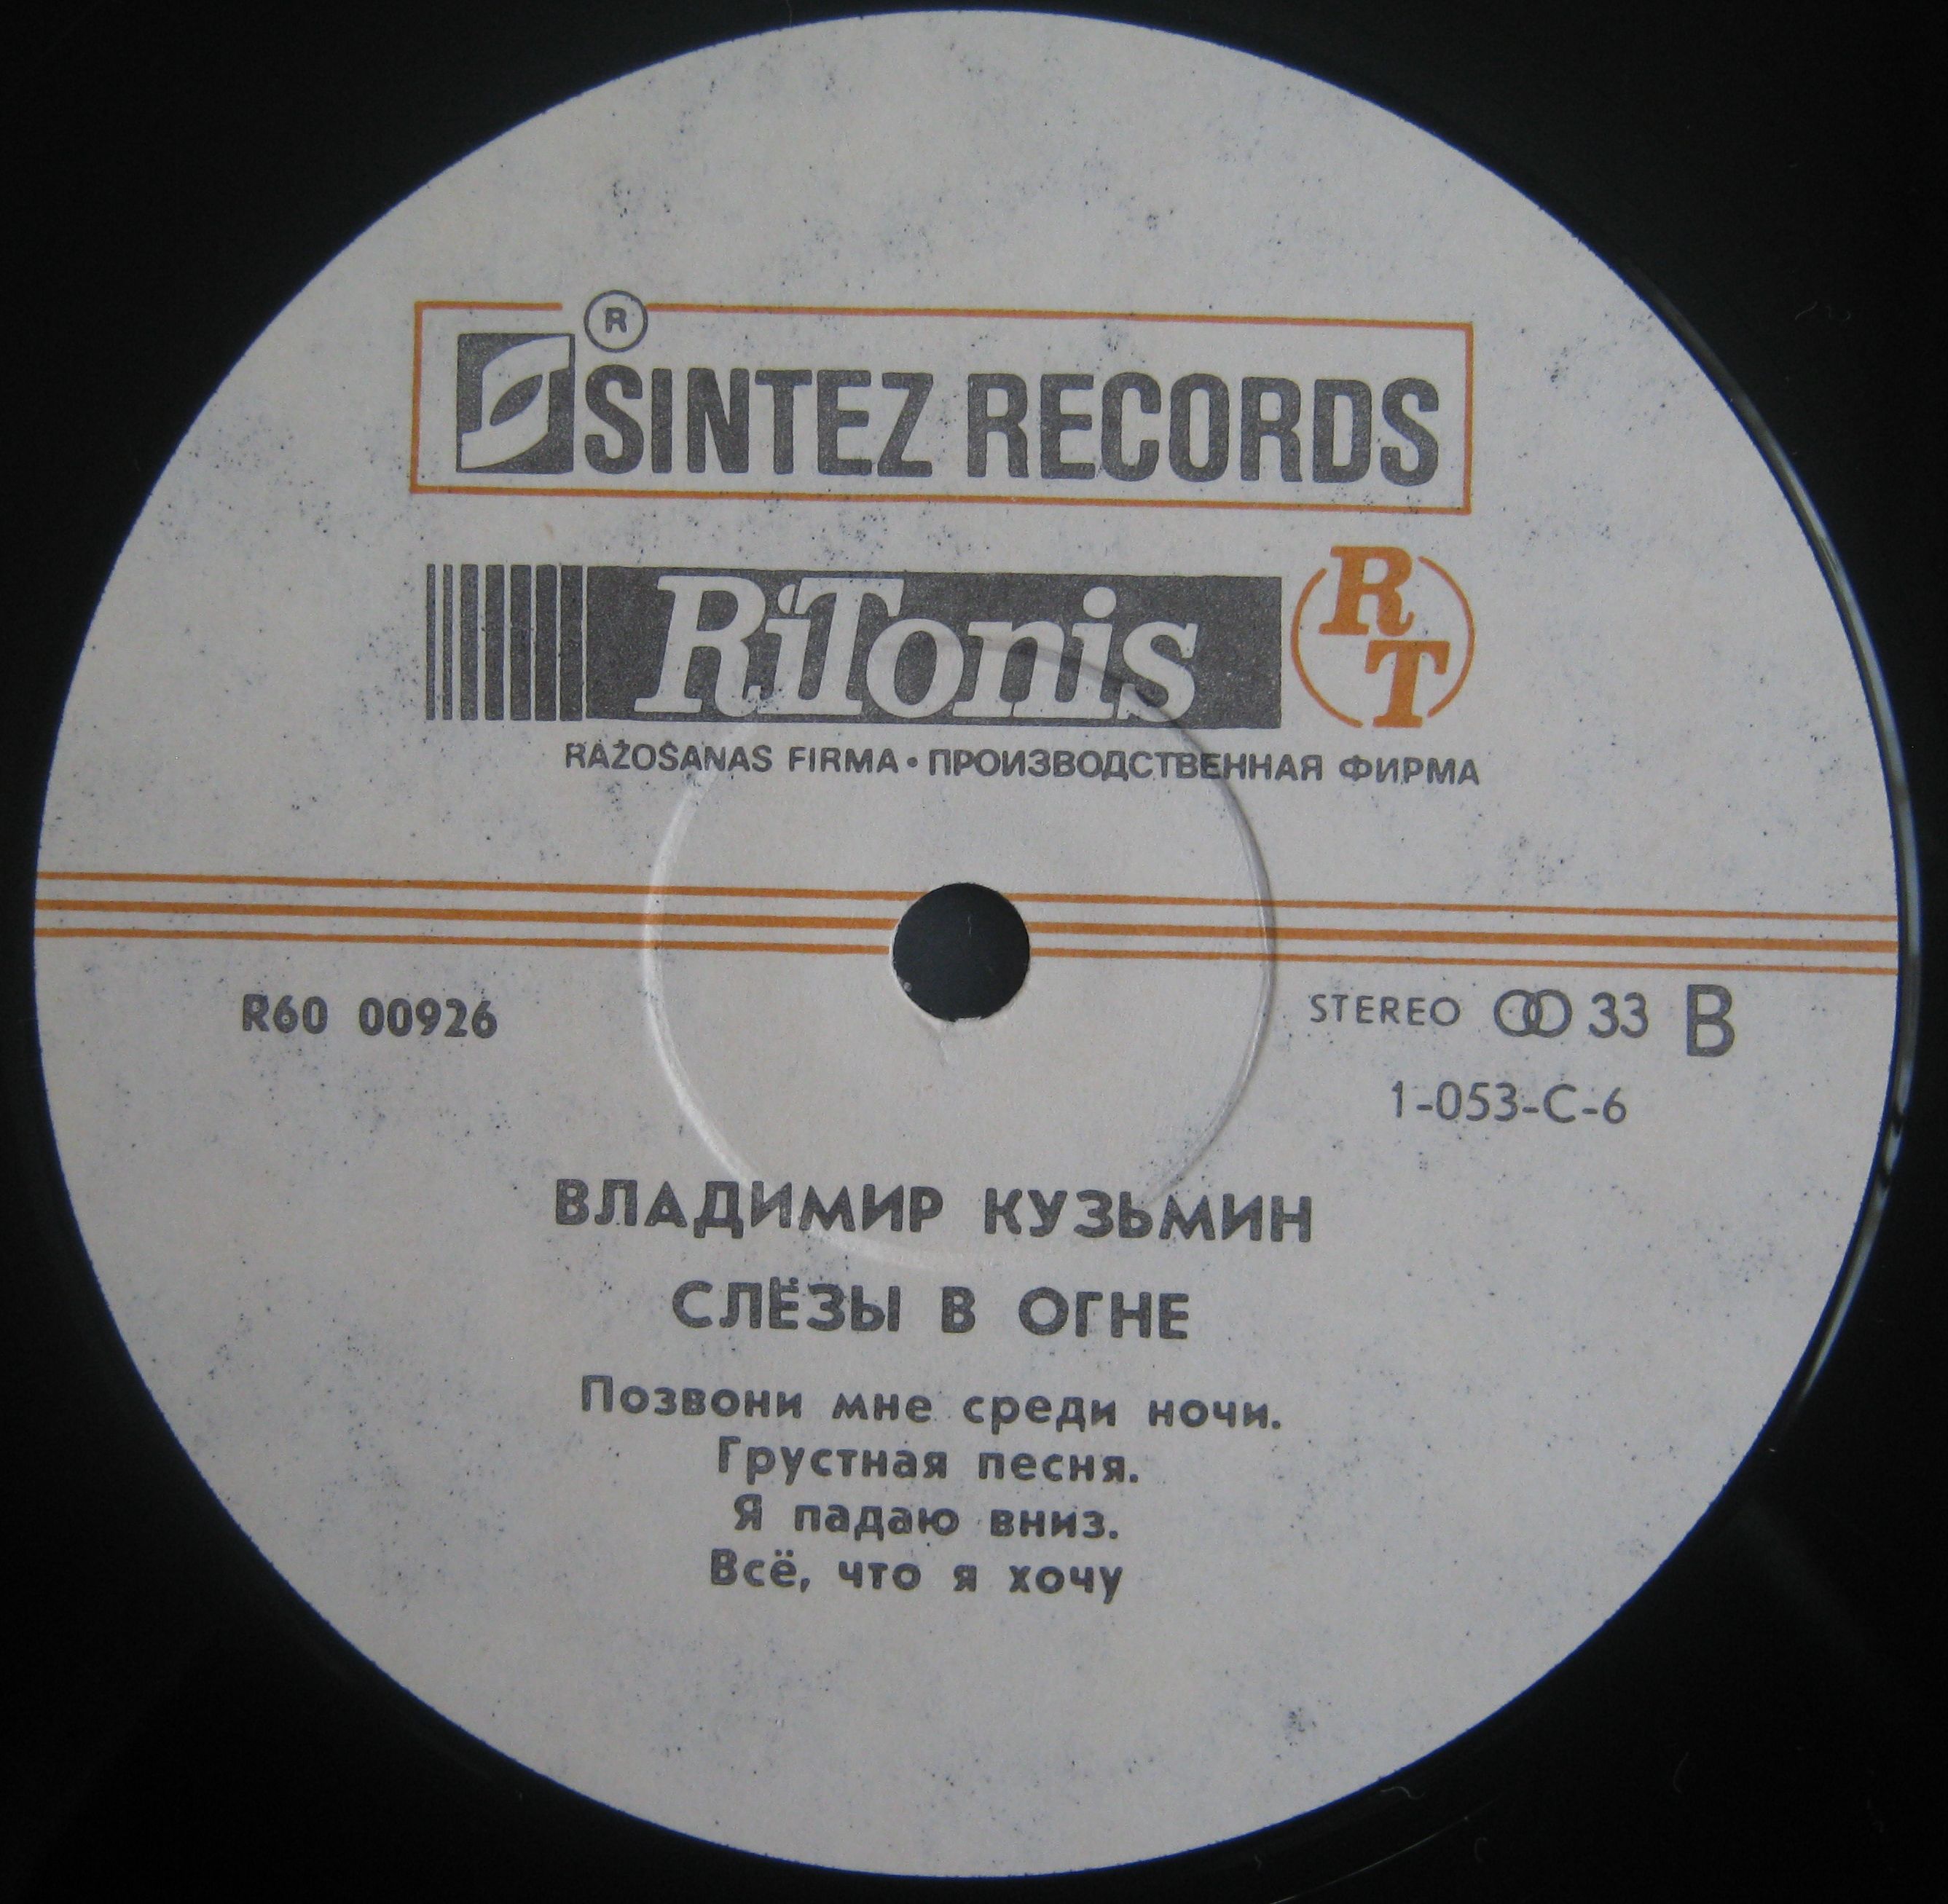 ®
SINTEZ RECORDS
RiTonis
RT
RAŽOŠANAS FIRMA • ПРОИЗВОДСТВЕННАЯ ФИРМА
R60 00926
STEREO 33 B
1-053-C-6
ВЛАДИМИР КУЗЬМИН
СЛЁЗЫ В ОГНЕ
Позвони мне среди ночи.
Грустная песня.
Я падаю вниз.
Всё, что я хочу